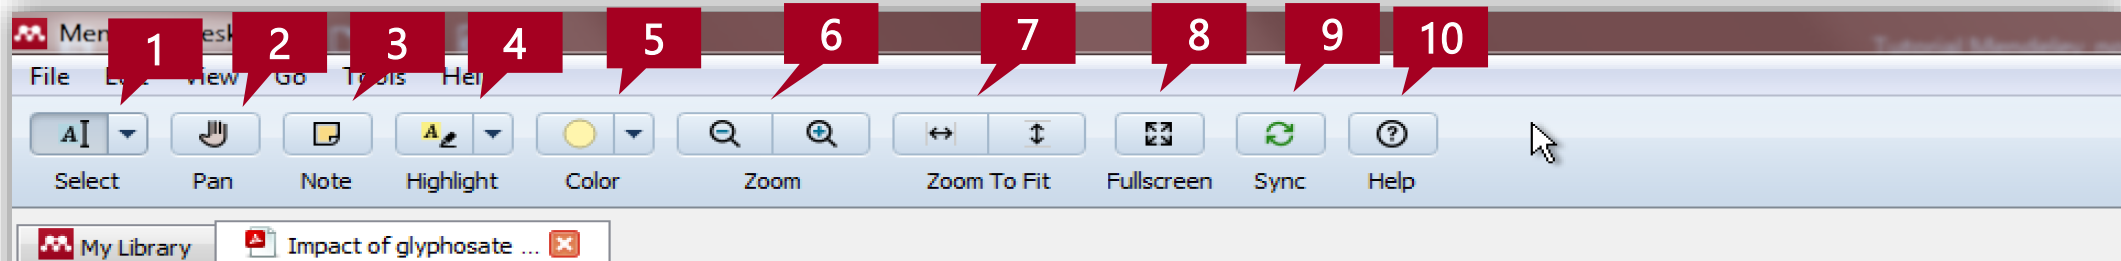 1 2 3 4 5 6 7 8 9 10
File View Go Tools
Select Pan Note Highlight Color Zoom Zoom To Fit Fullscreen Sync Help
My Library Impact of glyphosate ...